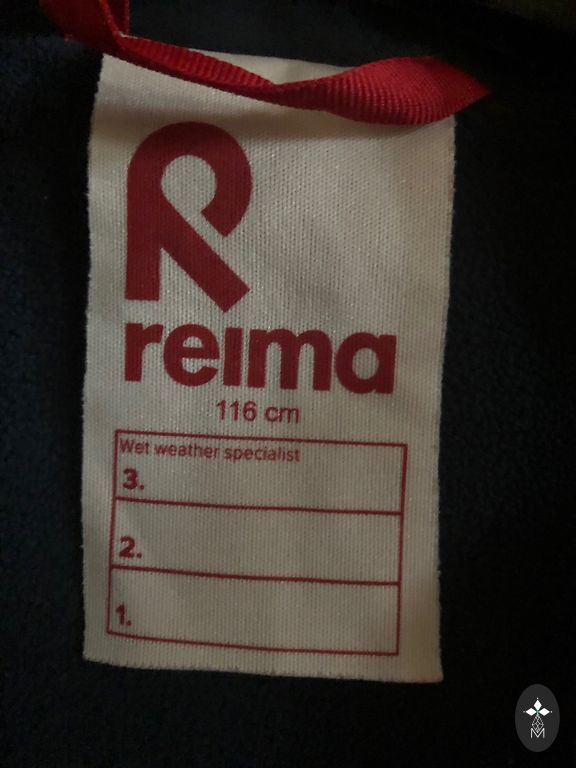 R
reima
116 cm
Wet weather specialist
3.
2.
1.
M